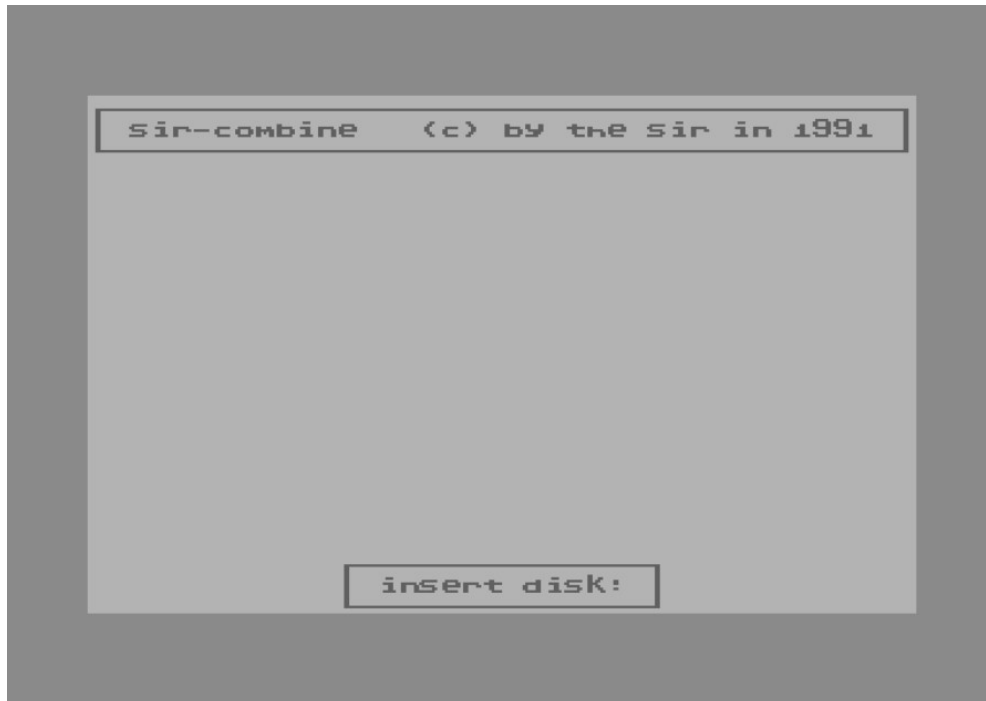 sir-combine (c) by the sir in 1991
insert disk: